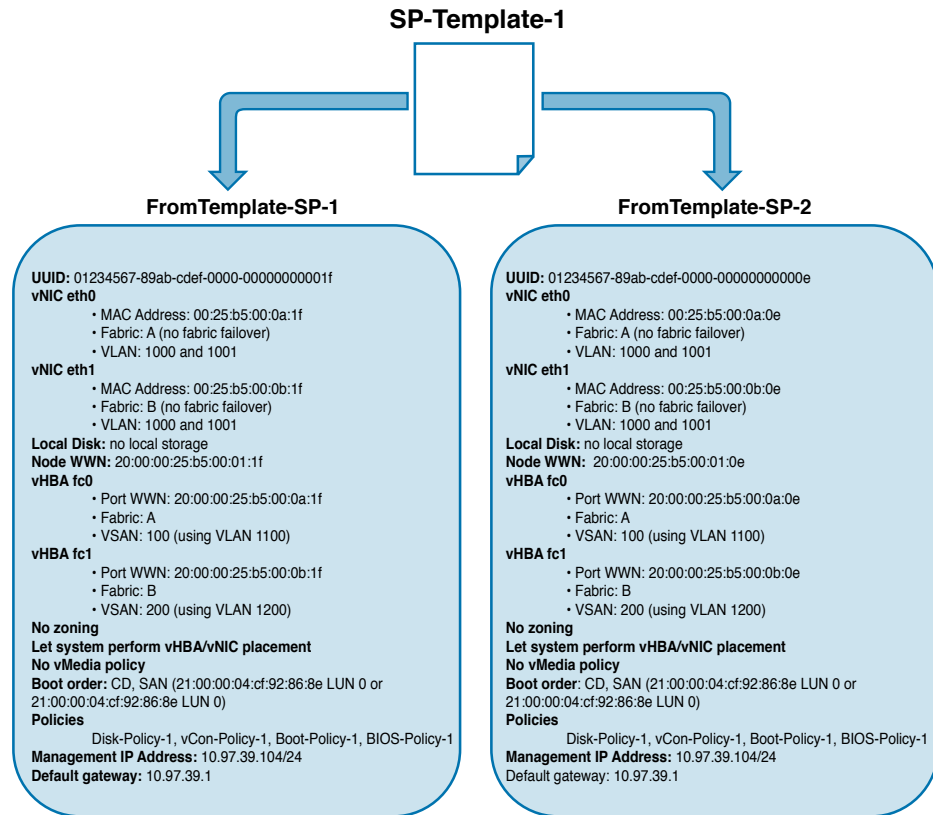 SP-Template-1
FromTemplate-SP-1
UUID: 01234567-89ab-cdef-0000-00000000001f
vNIC eth0
• MAC Address: 00:25:b5:00:0a:1f
• Fabric: A (no fabric failover)
• VLAN: 1000 and 1001
vNIC eth1
• MAC Address: 00:25:b5:00:0b:1f
• Fabric: B (no fabric failover)
• VLAN: 1000 and 1001
Local Disk: no local storage
Node WWN: 20:00:00:25:b5:00:01:1f
vHBA fc0
• Port WWN: 20:00:00:25:b5:00:0a:1f
• Fabric: A
• VSAN: 100 (using VLAN 1100)
vHBA fc1
• Port WWN: 20:00:00:25:b5:00:0b:1f
• Fabric: B
• VSAN: 200 (using VLAN 1200)
No zoning
Let system perform vHBA/vNIC placement
No vMedia policy
Boot order: CD, SAN (21:00:00:04:cf:92:86:8e LUN 0 or
21:00:00:04:cf:92:86:8e LUN 0)
Policies
Disk-Policy-1, vCon-Policy-1, Boot-Policy-1, BIOS-Policy-1
Management IP Address: 10.97.39.104/24
Default gateway: 10.97.39.1
FromTemplate-SP-2
UUID: 01234567-89ab-cdef-0000-00000000000e
vNIC eth0
• MAC Address: 00:25:b5:00:0a:0e
• Fabric: A (no fabric failover)
• VLAN: 1000 and 1001
vNIC eth1
• MAC Address: 00:25:b5:00:0b:0e
• Fabric: B (no fabric failover)
• VLAN: 1000 and 1001
Local Disk: no local storage
Node WWN: 20:00:00:25:b5:00:01:0e
vHBA fc0
• Port WWN: 20:00:00:25:b5:00:0a:0e
• Fabric: A
• VSAN: 100 (using VLAN 1100)
vHBA fc1
• Port WWN: 20:00:00:25:b5:00:0b:0e
• Fabric: B
• VSAN: 200 (using VLAN 1200)
No zoning
Let system perform vHBA/vNIC placement
No vMedia policy
Boot order: CD, SAN (21:00:00:04:cf:92:86:8e LUN 0 or
21:00:00:04:cf:92:86:8e LUN 0)
Policies
Disk-Policy-1, vCon-Policy-1, Boot-Policy-1, BIOS-Policy-1
Management IP Address: 10.97.39.104/24
Default gateway: 10.97.39.1